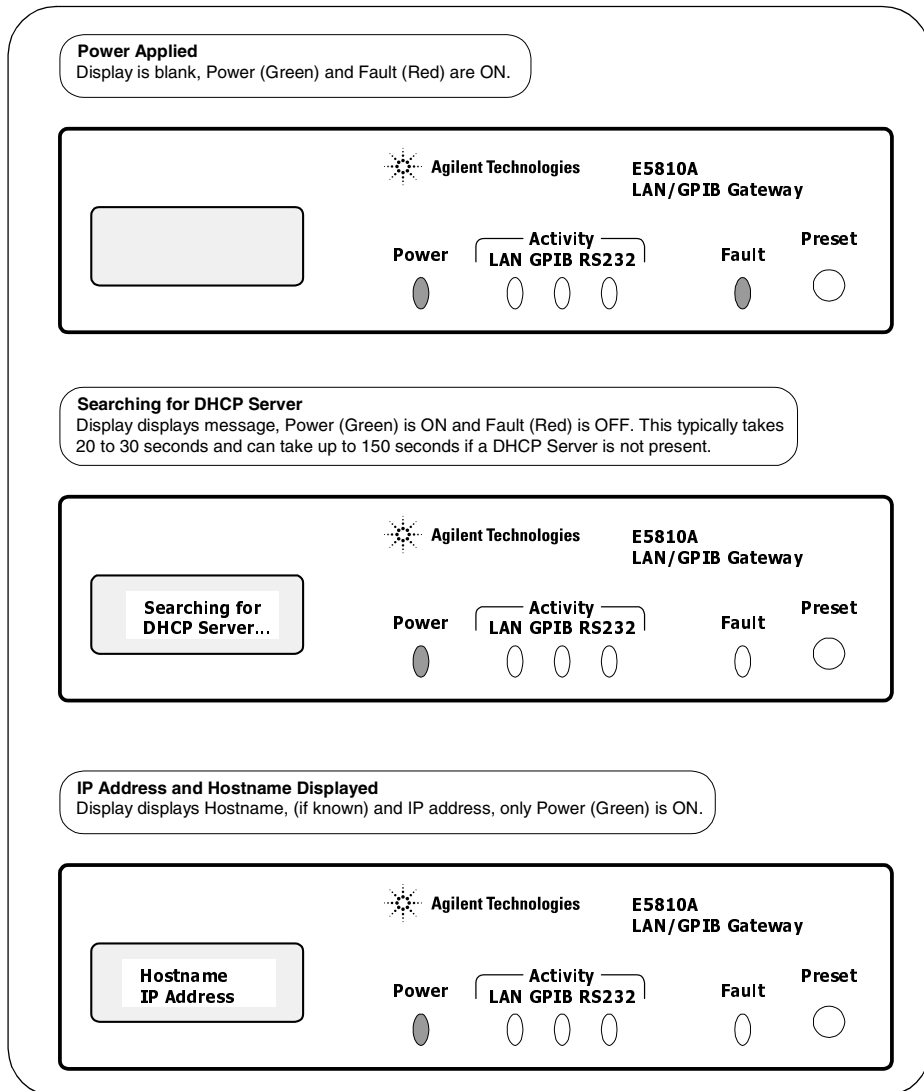 Power Applied
Display is blank, Power (Green) and Fault (Red) are ON.
Agilent Technologies
E5810A
LAN/GPIB Gateway
Power
Activity
LAN GPIB RS232
Fault
Preset
Searching for DHCP Server
Display displays message, Power (Green) is ON and Fault (Red) is OFF. This typically takes
20 to 30 seconds and can take up to 150 seconds if a DHCP Server is not present.
Agilent Technologies
E5810A
LAN/GPIB Gateway
Searching for
DHCP Server...
Power
Activity
LAN GPIB RS232
Fault
Preset
IP Address and Hostname Displayed
Display displays Hostname, (if known) and IP address, only Power (Green) is ON.
Agilent Technologies
E5810A
LAN/GPIB Gateway
Hostname
IP Address
Power
Activity
LAN GPIB RS232
Fault
Preset